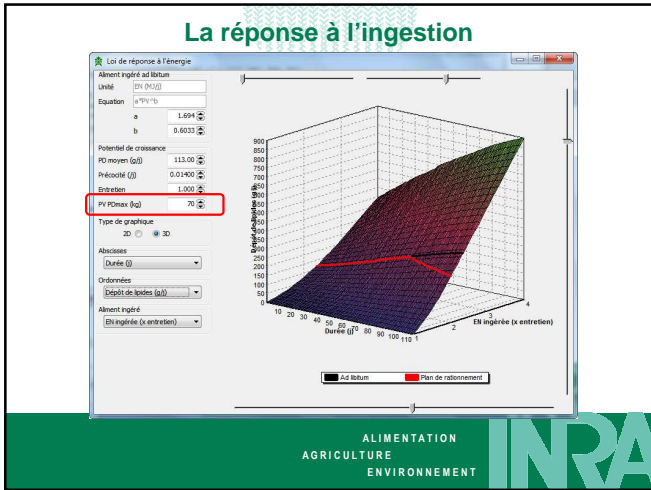 La réponse à l'ingestion
Loi de réponse à l'énergie
Aliment ingéré ad libitum
Unité EN (MJ/j)
Equation a*PV^b
a 1.694
b 0.6033
Potentiel de croissance
PD moyen (g/j) 113.00
Précocité (/j) 0.01400
Entretien 1.000
PV PDmax (kg) 70
Type de graphique
2D 3D
Abscisses
Durée (j)
Ordonnées
Dépôt de lipides (g/j)
Aliment ingéré
EN ingérée (x entretien)
Dépôt de lipides (g/j)
900
850
800
750
700
650
600
550
500
450
400
350
300
250
200
150
100
50
0
10 20 30 40 50 60 70 80 90 100 110
Durée (j)
1 2 3 4
EN ingérée (x entretien)
Ad libitum Plan de rationnement
ALIMENTATION
AGRICULTURE
ENVIRONNEMENT
INRA